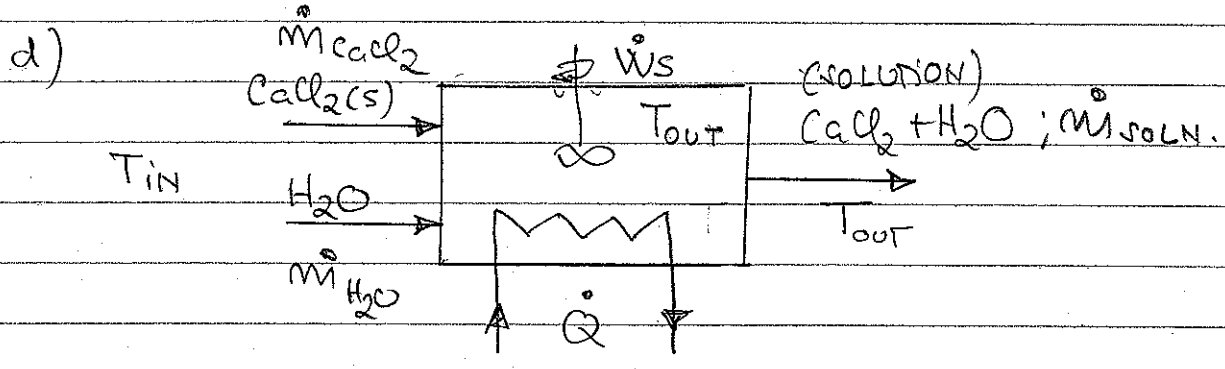 d)
ṁCaCl₂
ẆS
(SOLUTION)
CaCl₂(S)
TOUT
CaCl₂ + H₂O ; ṁSOLN.
TiN
H₂O
TOUT
ṁH₂O
Q̇